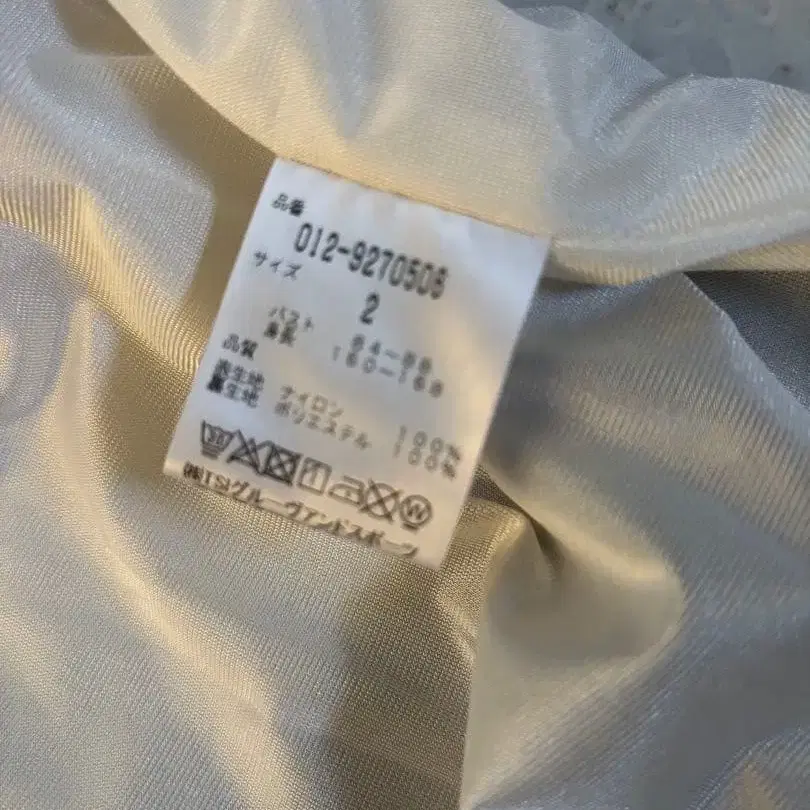 品番
012-9270506
サイズ
2
バスト 84-88
身長 160-168
品質
表生地 ナイロン 100%
裏生地 ポリエステル 100%
(株)TSIグルーヴアンドスポーツ